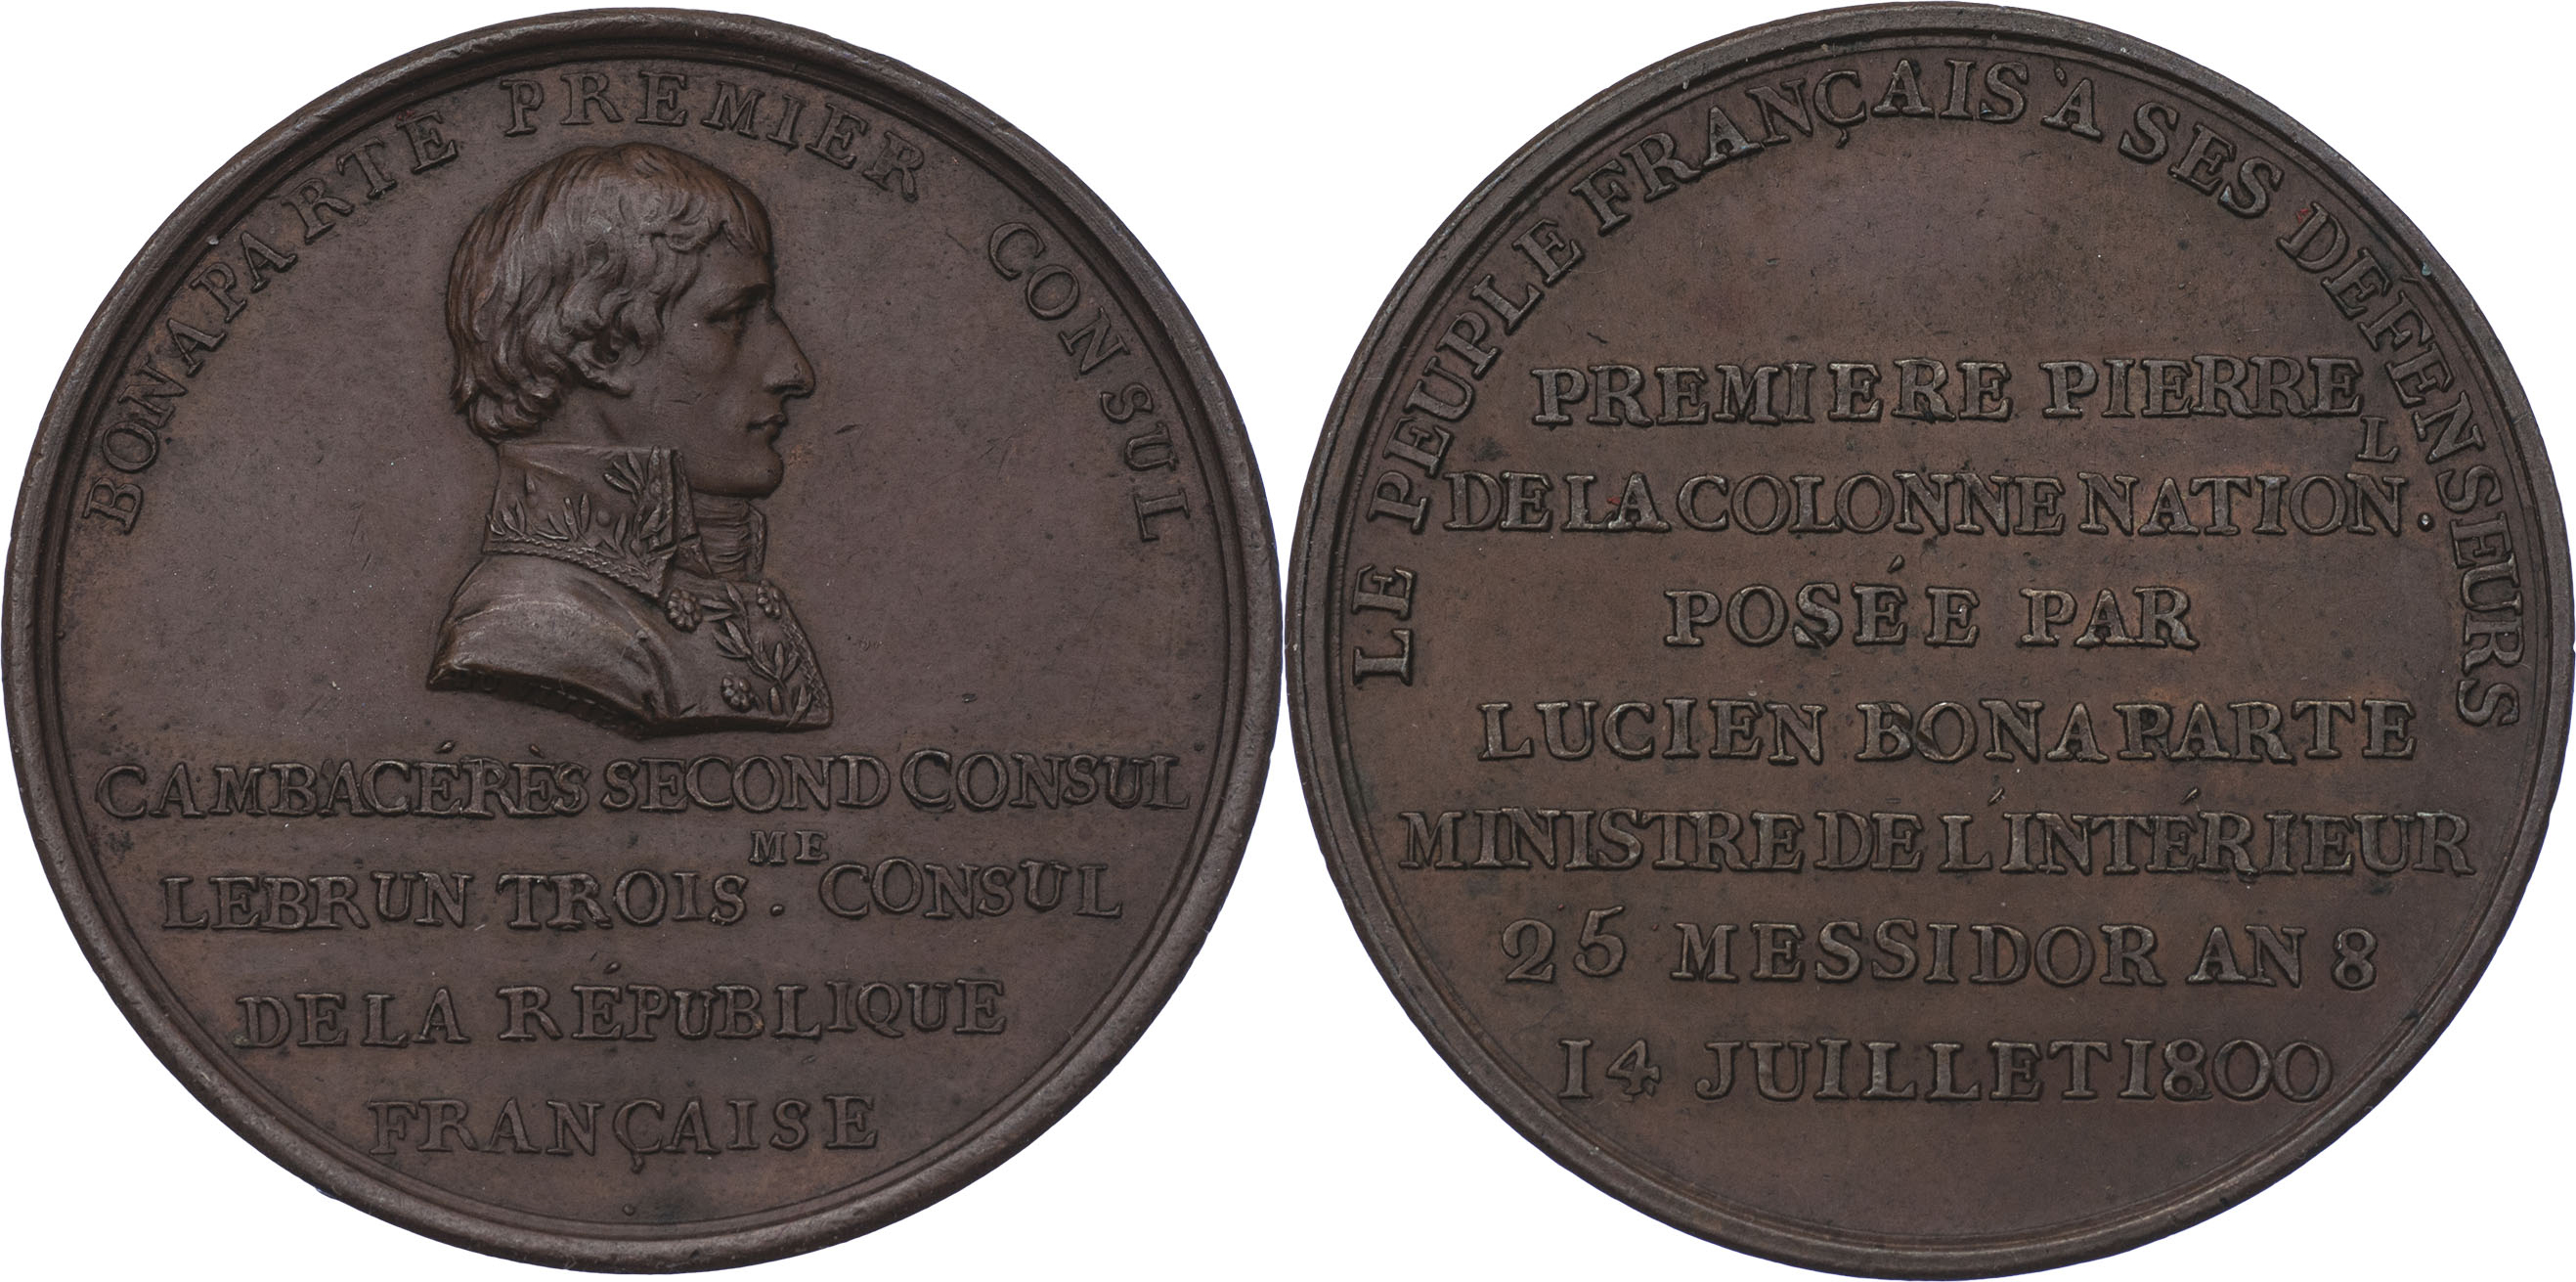 BONAPARTE PREMIER CONSUL
CAMBACÉRÈS SECOND CONSUL
LEBRUN TROIS.ME CONSUL
DE LA RÉPUBLIQUE
FRANÇAISE
LE PEUPLE FRANÇAIS À SES DÉFENSEURS
PREMIERE PIERRE
DE LA COLONNE NATION.L
POSÉE PAR
LUCIEN BONAPARTE
MINISTRE DE L'INTÉRIEUR
25 MESSIDOR AN 8
14 JUILLET 1800